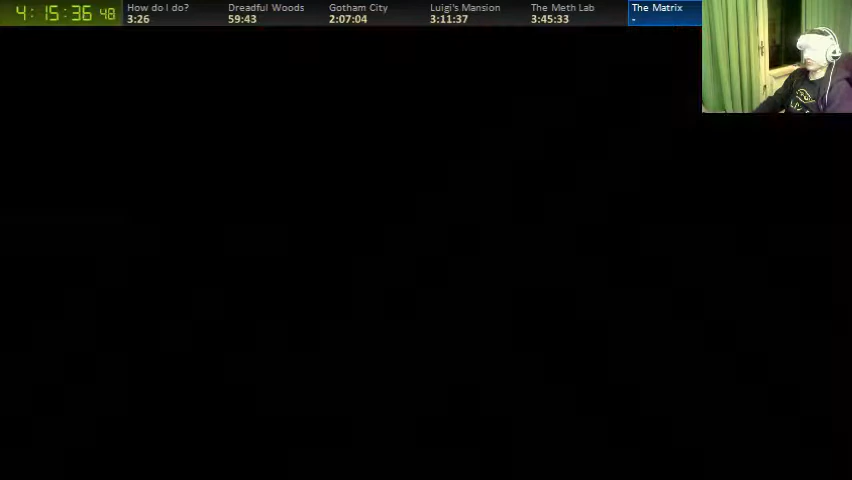 4:15:36 48
How do I do? Dreadful Woods Gotham City Luigi's Mansion The Meth Lab The Matrix
3:26 59:43 2:07:04 3:11:37 3:45:33 -